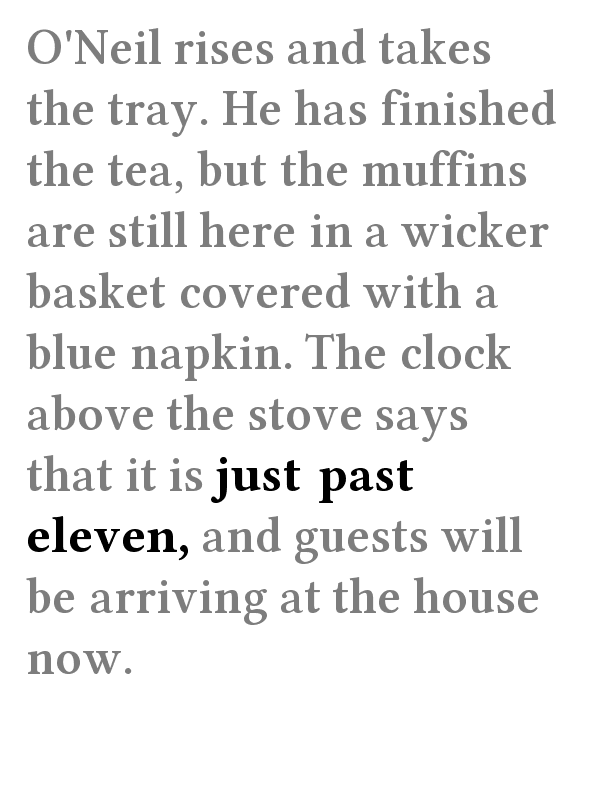 O'Neil rises and takes
the tray. He has finished
the tea, but the muffins
are still here in a wicker
basket covered with a
blue napkin. The clock
above the stove says
that it is just past
eleven, and guests will
be arriving at the house
now.